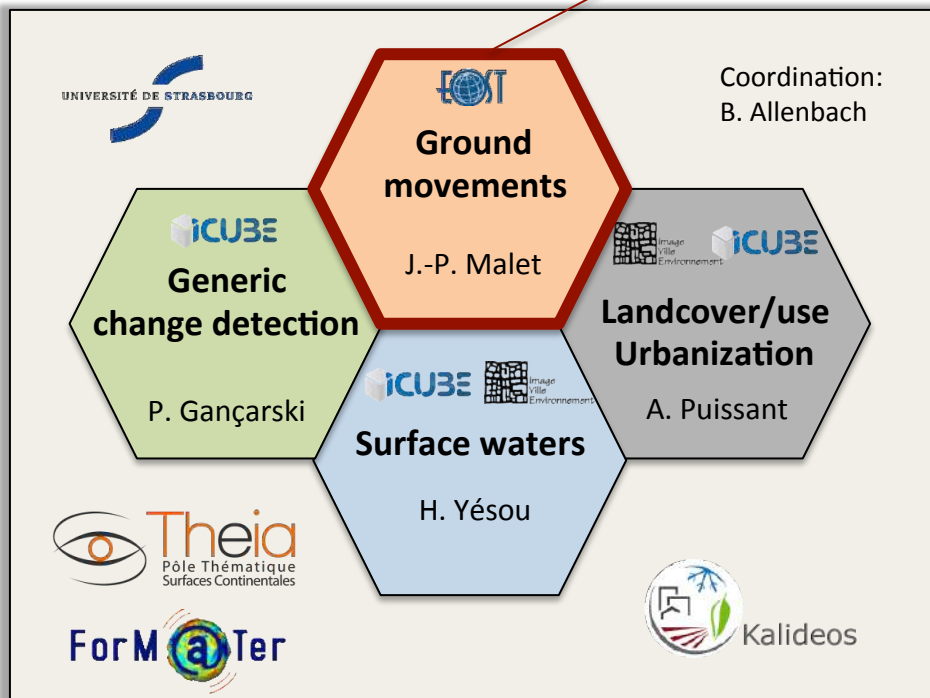 UNIVERSITÉ DE STRASBOURG
EOST
Coordination:
B. Allenbach
Ground
movements
J.-P. Malet
iCUBE
Generic
change detection
P. Gançarski
Image
Ville
Environnement
iCUBE
Landcover/use
Urbanization
A. Puissant
iCUBE
Image
Ville
Environnement
Surface waters
H. Yésou
Theia
Pôle Thématique
Surfaces Continentales
ForM@Ter
Kalideos